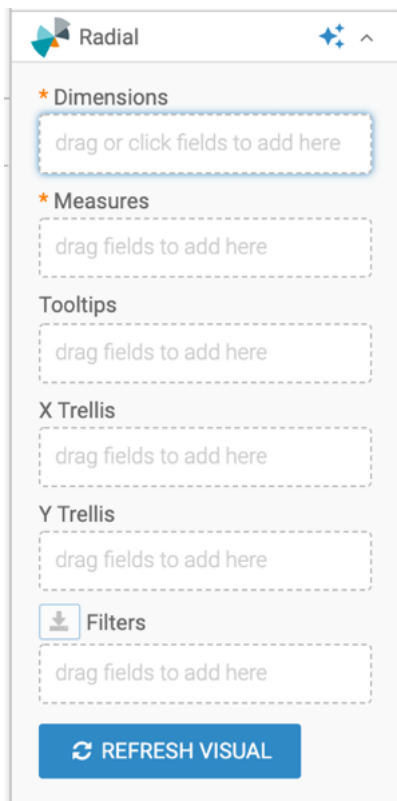 Radial
* Dimensions
drag or click fields to add here
* Measures
drag fields to add here
Tooltips
drag fields to add here
X Trellis
drag fields to add here
Y Trellis
drag fields to add here
Filters
drag fields to add here
REFRESH VISUAL